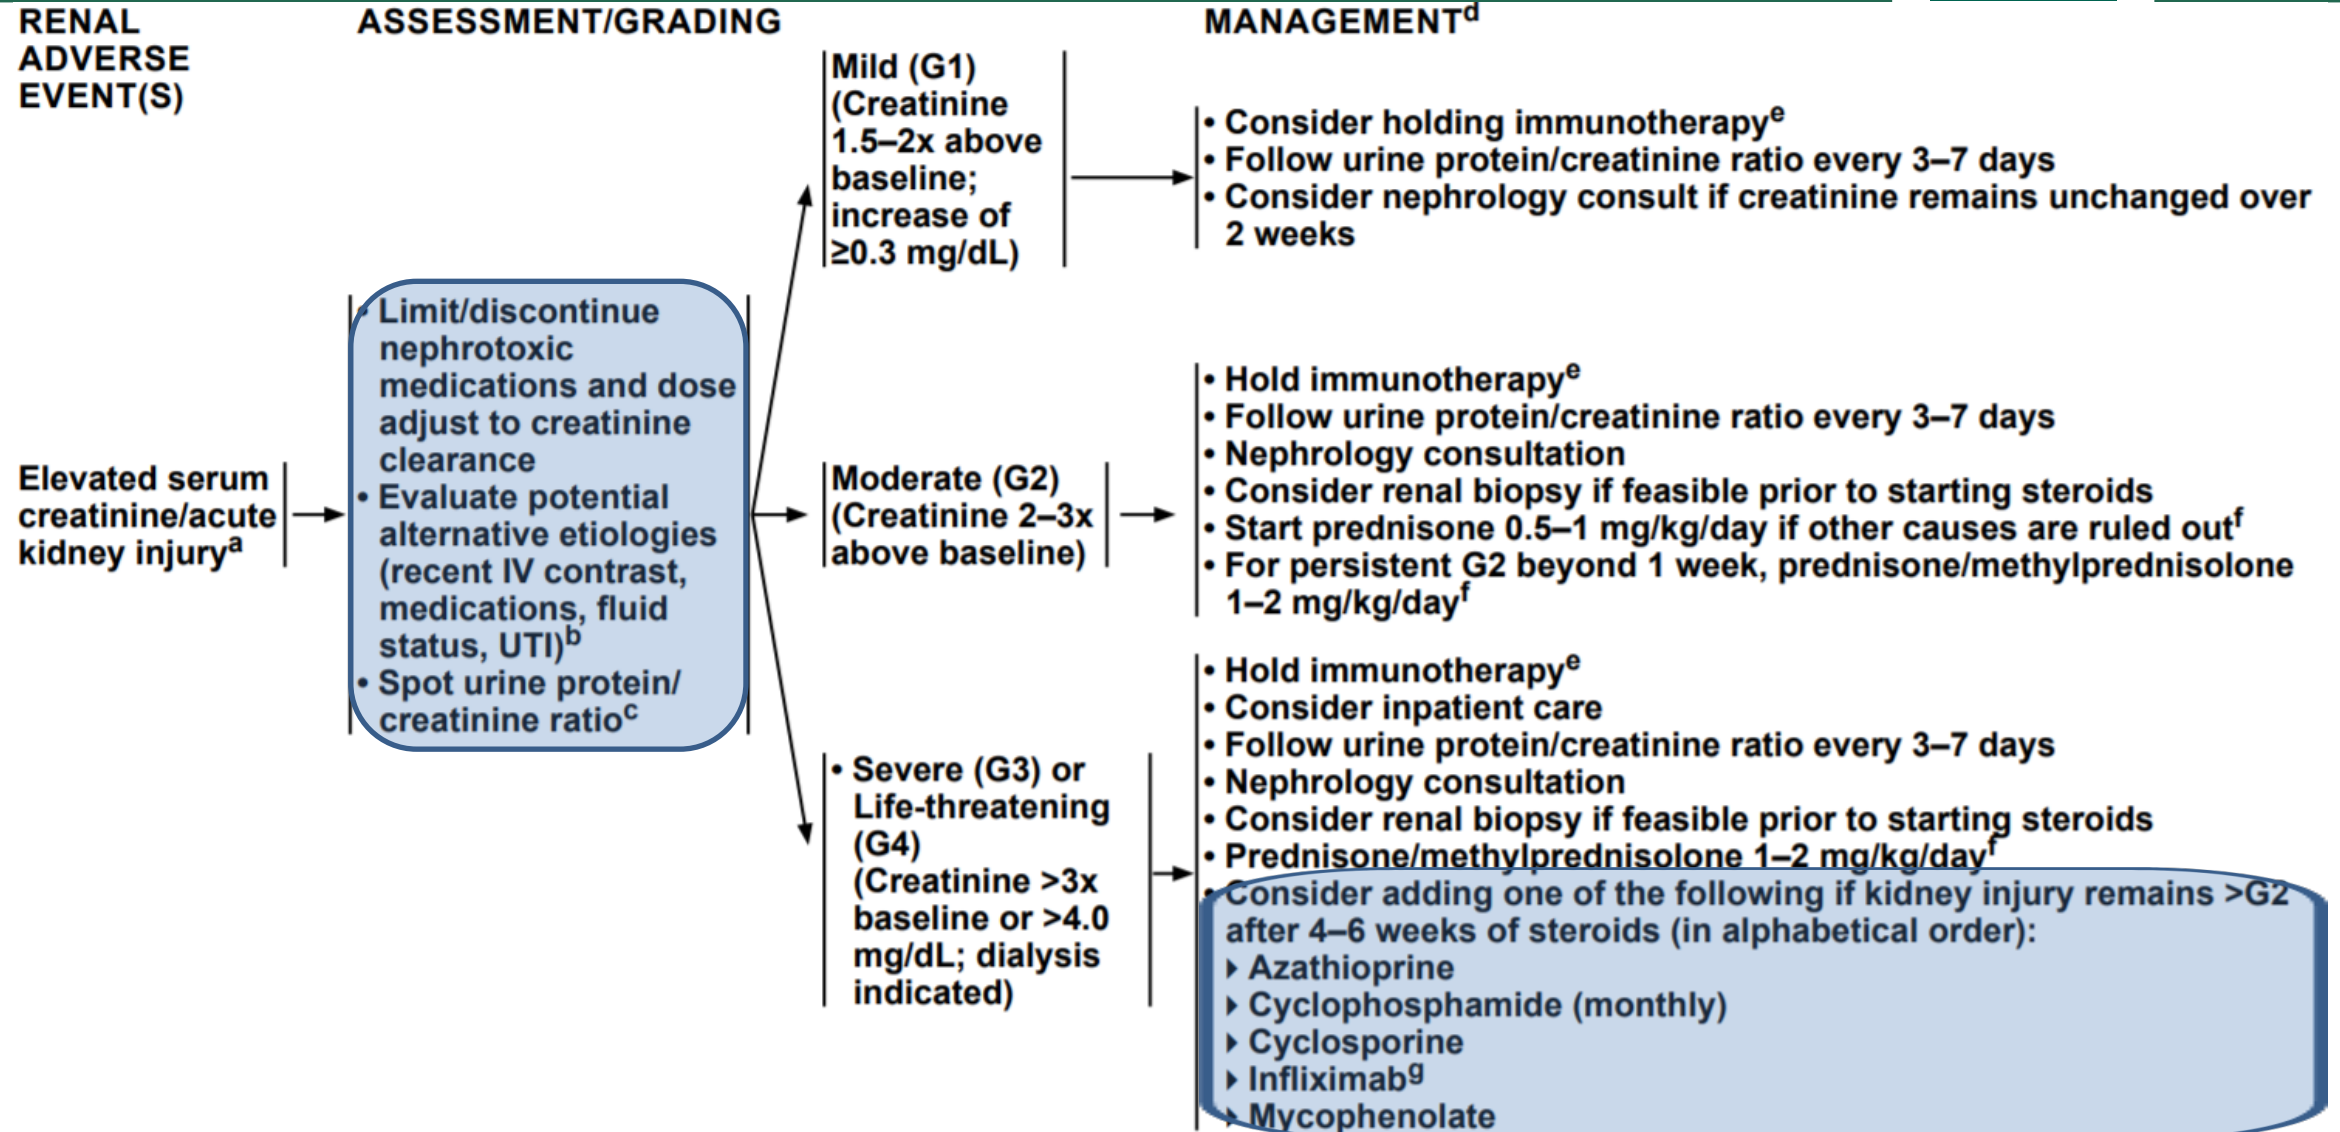 RENAL
ADVERSE
EVENT(S)
ASSESSMENT/GRADING
MANAGEMENTd
Elevated serum
creatinine/acute
kidney injurya
• Limit/discontinue
nephrotoxic
medications and dose
adjust to creatinine
clearance
• Evaluate potential
alternative etiologies
(recent IV contrast,
medications, fluid
status, UTI)b
• Spot urine protein/
creatinine ratioc
Mild (G1)
(Creatinine
1.5–2x above
baseline;
increase of
≥0.3 mg/dL)
• Consider holding immunotherapye
• Follow urine protein/creatinine ratio every 3–7 days
• Consider nephrology consult if creatinine remains unchanged over
2 weeks
Moderate (G2)
(Creatinine 2–3x
above baseline)
• Hold immunotherapye
• Follow urine protein/creatinine ratio every 3–7 days
• Nephrology consultation
• Consider renal biopsy if feasible prior to starting steroids
• Start prednisone 0.5–1 mg/kg/day if other causes are ruled outf
• For persistent G2 beyond 1 week, prednisone/methylprednisolone
1–2 mg/kg/dayf
• Severe (G3) or
Life-threatening
(G4)
(Creatinine >3x
baseline or >4.0
mg/dL; dialysis
indicated)
• Hold immunotherapye
• Consider inpatient care
• Follow urine protein/creatinine ratio every 3–7 days
• Nephrology consultation
• Consider renal biopsy if feasible prior to starting steroids
• Prednisone/methylprednisolone 1–2 mg/kg/dayf
• Consider adding one of the following if kidney injury remains >G2
after 4–6 weeks of steroids (in alphabetical order):
Azathioprine
Cyclophosphamide (monthly)
Cyclosporine
Infliximabg
Mycophenolate